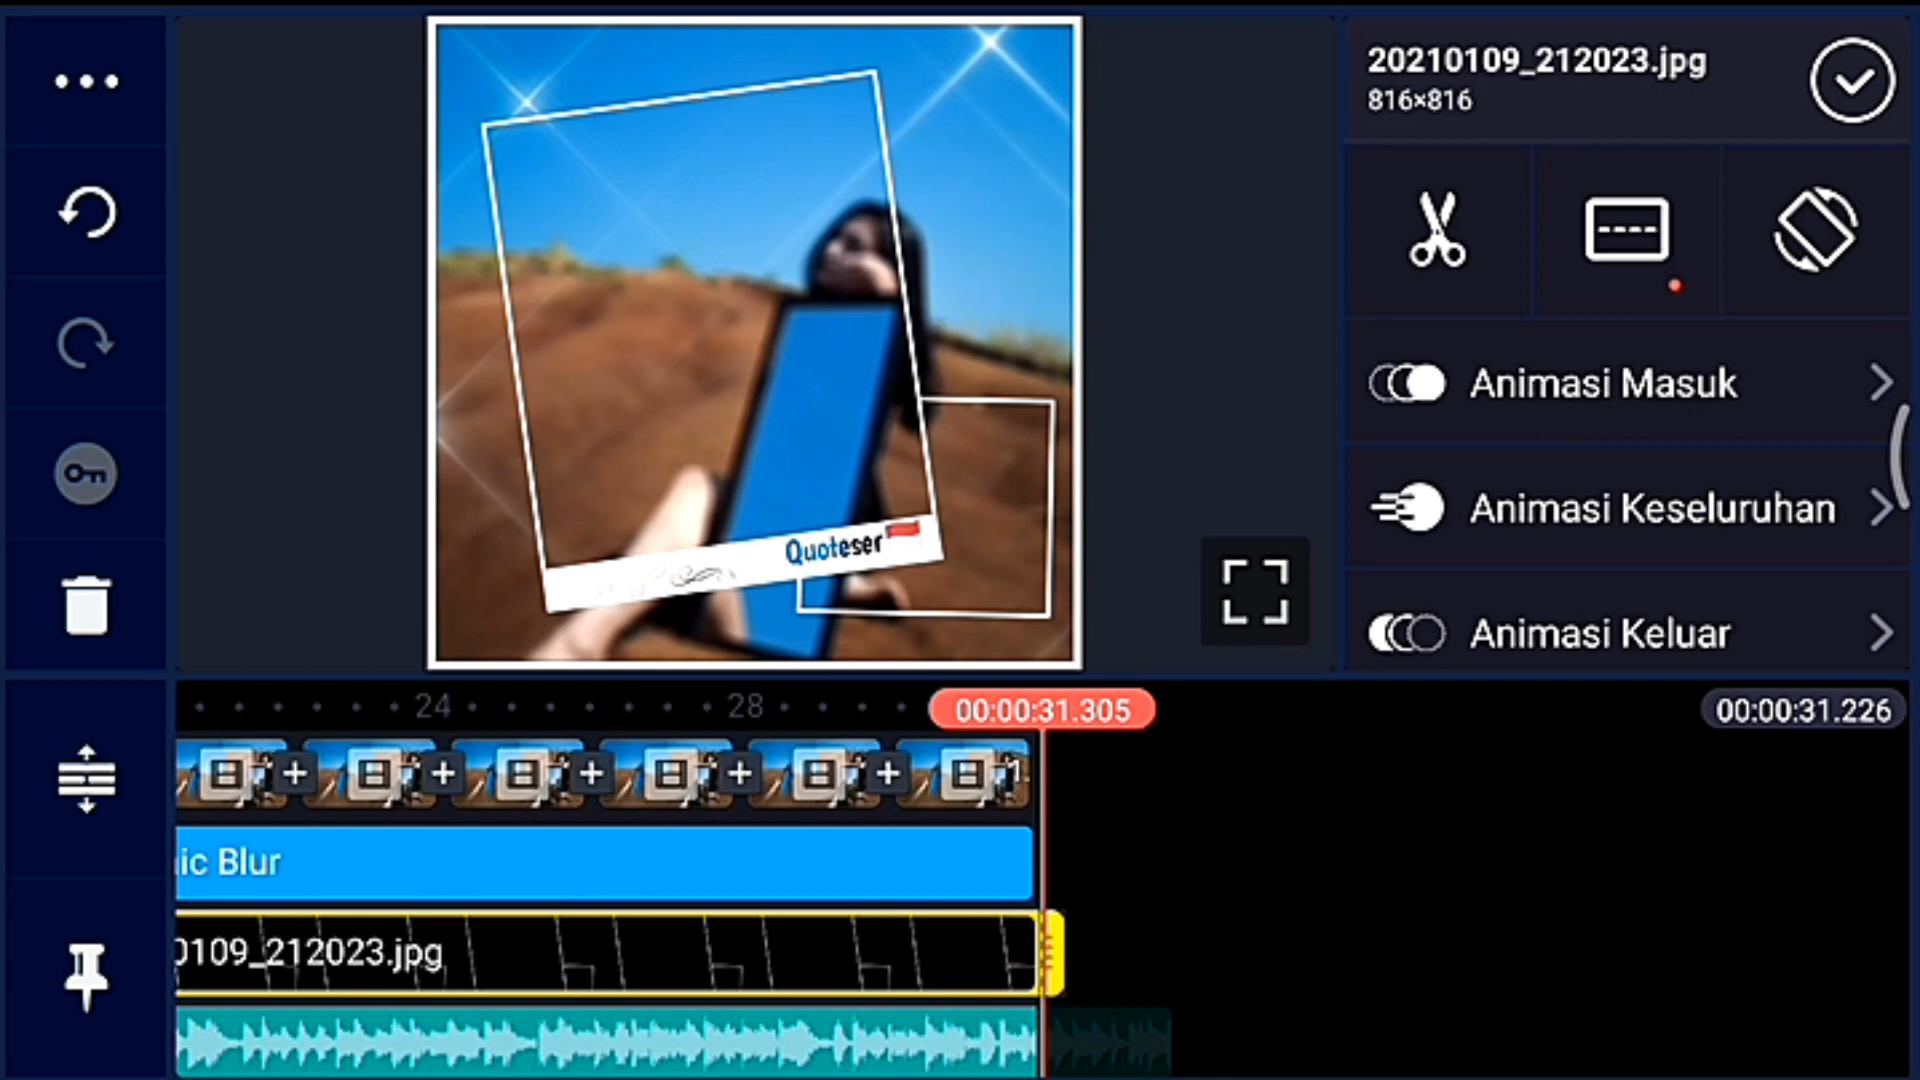 20210109_212023.jpg
816×816
Animasi Masuk
Animasi Keseluruhan
Animasi Keluar
Quoteser
24
28
00:00:31.305
00:00:31.226
ic Blur
0109_212023.jpg